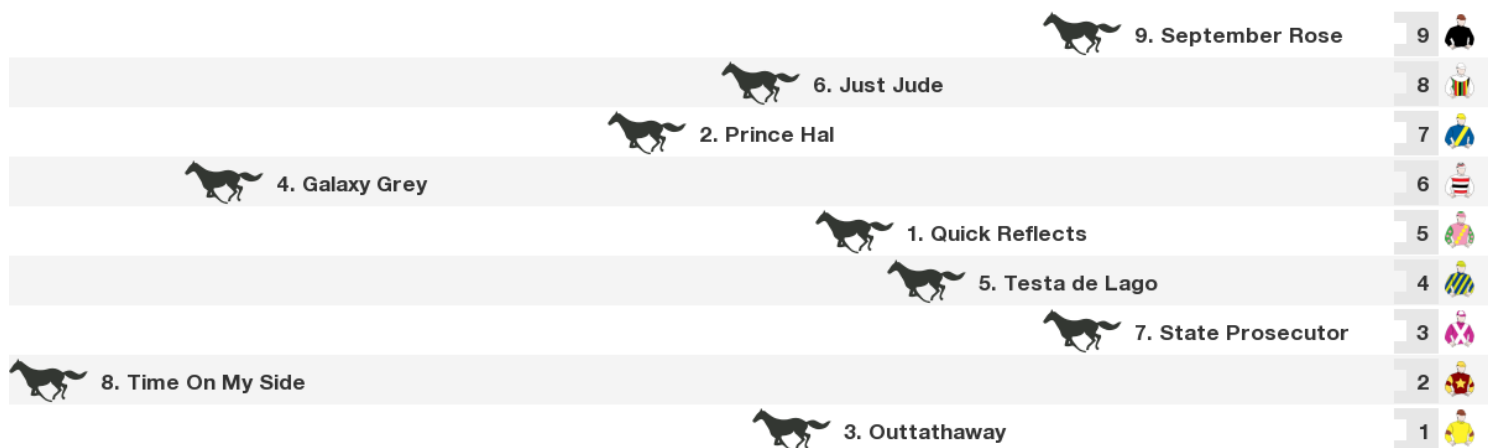 9. September Rose 9
6. Just Jude 8
2. Prince Hal 7
4. Galaxy Grey 6
1. Quick Reflects 5
5. Testa de Lago 4
7. State Prosecutor 3
8. Time On My Side 2
3. Outtathaway 1